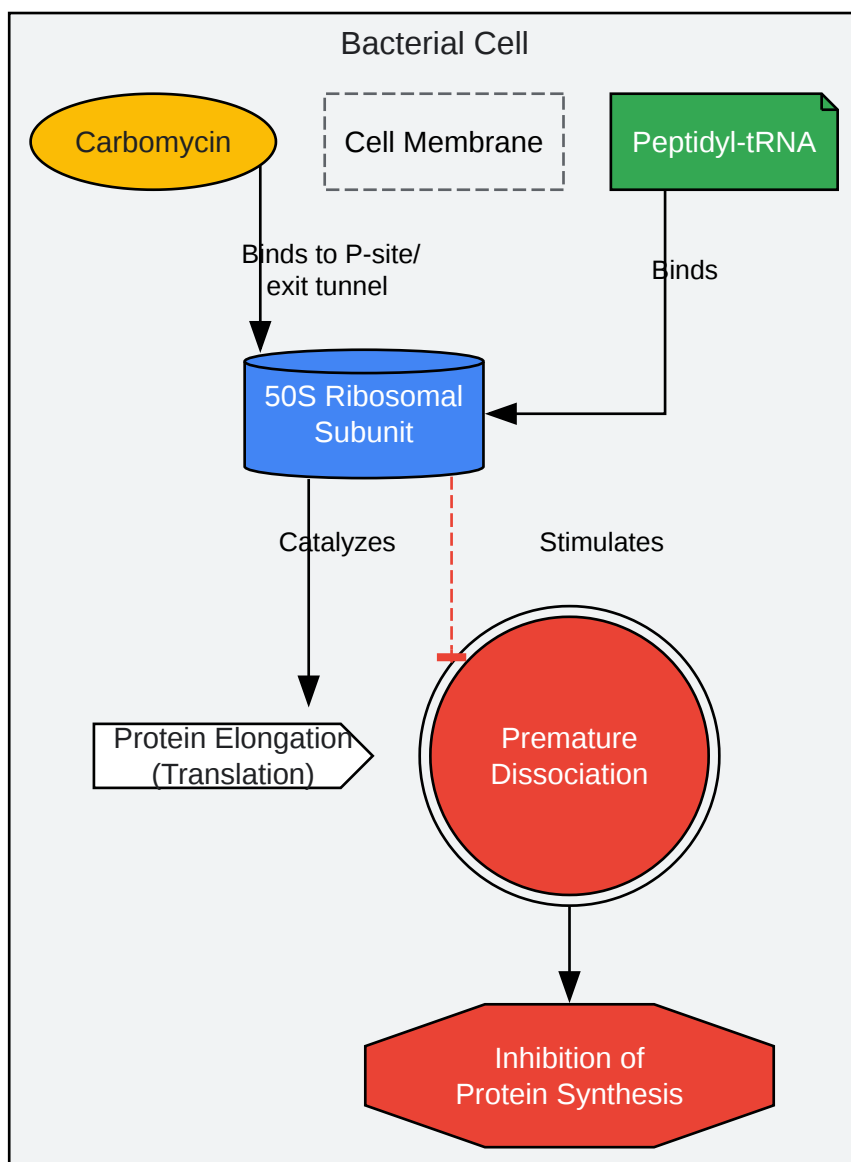 Bacterial Cell
Carbomycin
Cell Membrane
Peptidyl-tRNA
Binds to P-site/
exit tunnel
Binds
50S Ribosomal
Subunit
Catalyzes
Stimulates
Protein Elongation
(Translation)
Premature
Dissociation
Inhibition of
Protein Synthesis